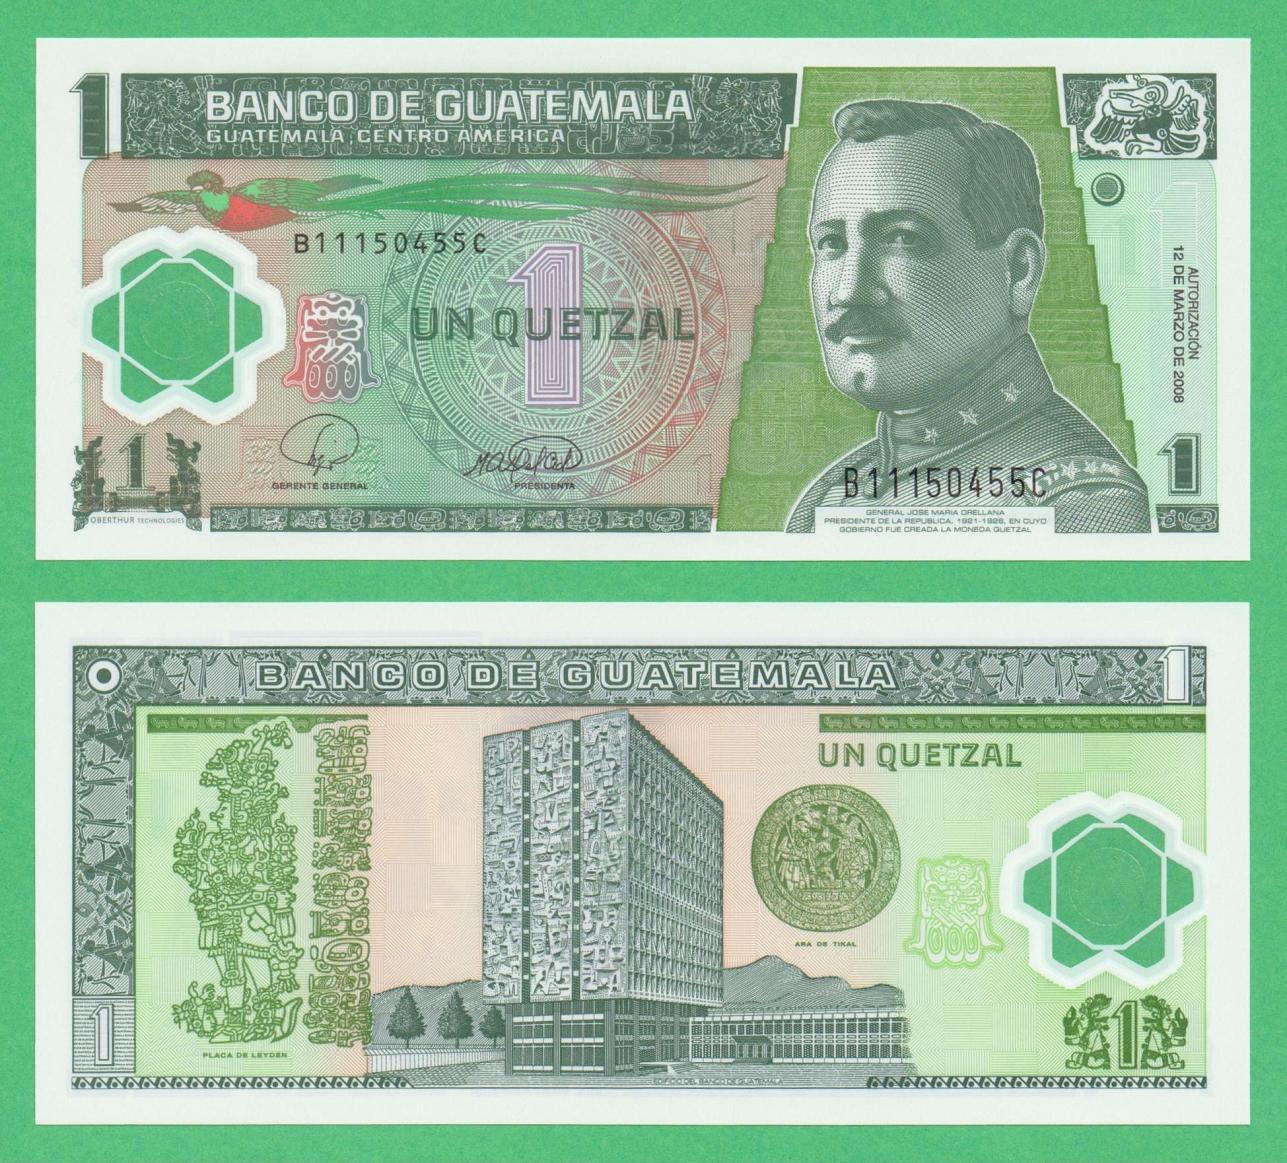 1
BANCO DE GUATEMALA
GUATEMALA, CENTRO AMERICA
B11150455C
1
UN QUETZAL
AUTORIZACIÓN
12 DE MARZO DE 2008
1
GERENTE GENERAL
PRESIDENTA
1
B11150455C
OBERTHUR TECHNOLOGIES
GENERAL JOSE MARIA ORELLANA
PRESIDENTE DE LA REPUBLICA, 1921-1926, EN CUYO
GOBIERNO FUE CREADA LA MONEDA QUETZAL
BANCO DE GUATEMALA
1
UN QUETZAL
ARA DE TIKAL
1
1
PLACA DE LEYDEN
EDIFICIO DEL BANCO DE GUATEMALA